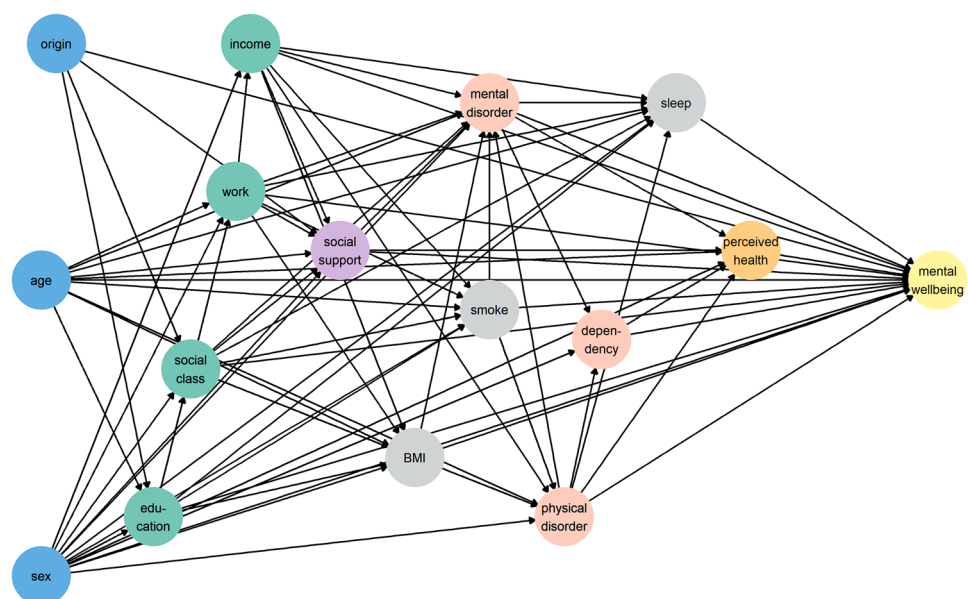 origin
income
mental
disorder
sleep
work
social
support
perceived
health
age
mental
wellbeing
smoke
depen-
dency
social
class
BMI
edu-
cation
physical
disorder
sex